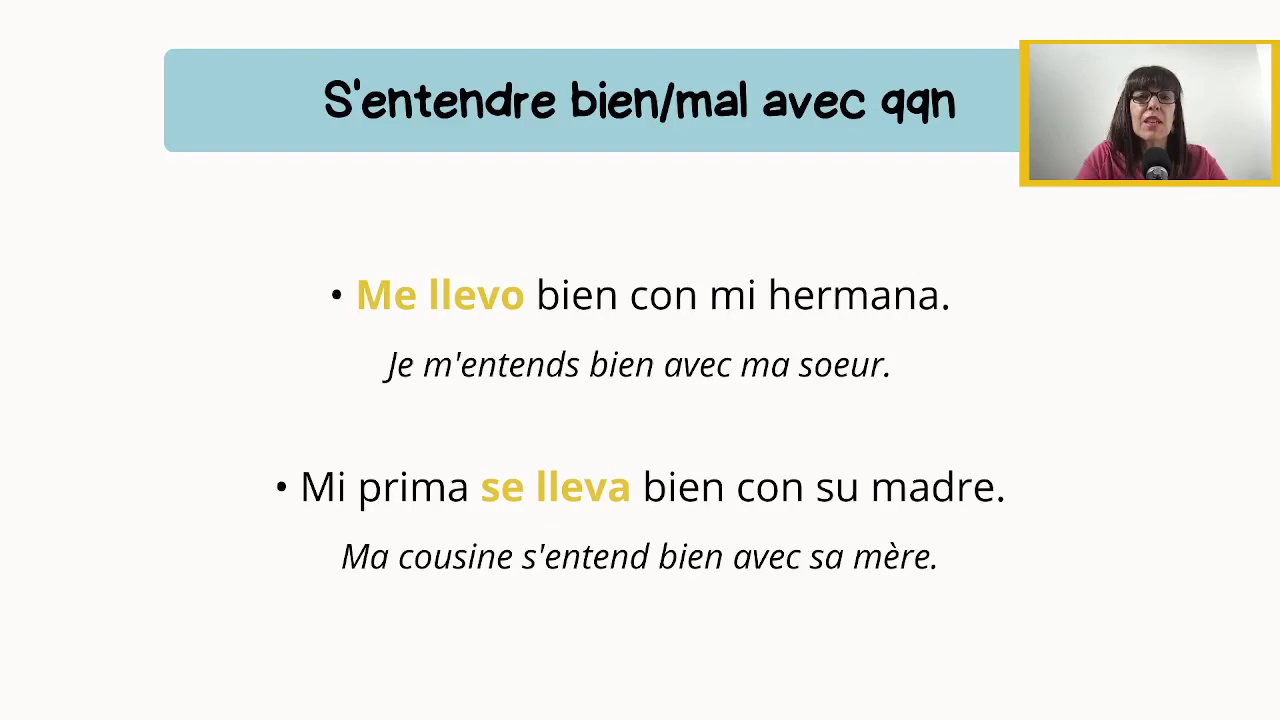 S'entendre bien/mal avec qqn
• Me llevo bien con mi hermana.
Je m'entends bien avec ma soeur.
• Mi prima se lleva bien con su madre.
Ma cousine s'entend bien avec sa mère.